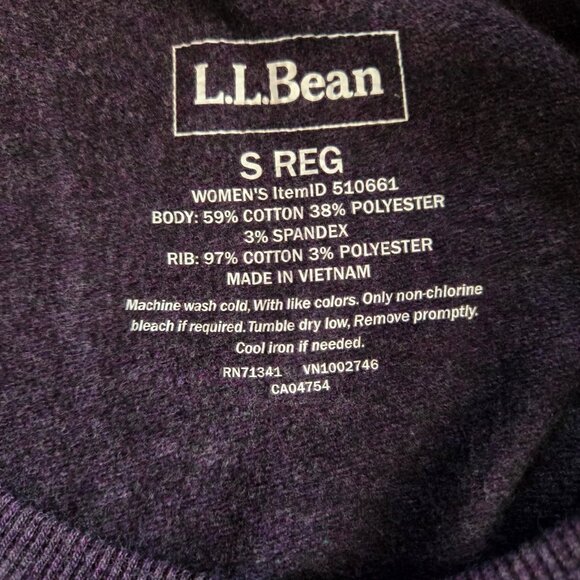 L.L.Bean
S REG
WOMEN'S ItemID 510661
BODY: 59% COTTON 38% POLYESTER
3% SPANDEX
RIB: 97% COTTON 3% POLYESTER
MADE IN VIETNAM
Machine wash cold, With like colors. Only non-chlorine
bleach if required. Tumble dry low, Remove promptly.
Cool iron if needed.
RN71341 VN1002746
CA04754